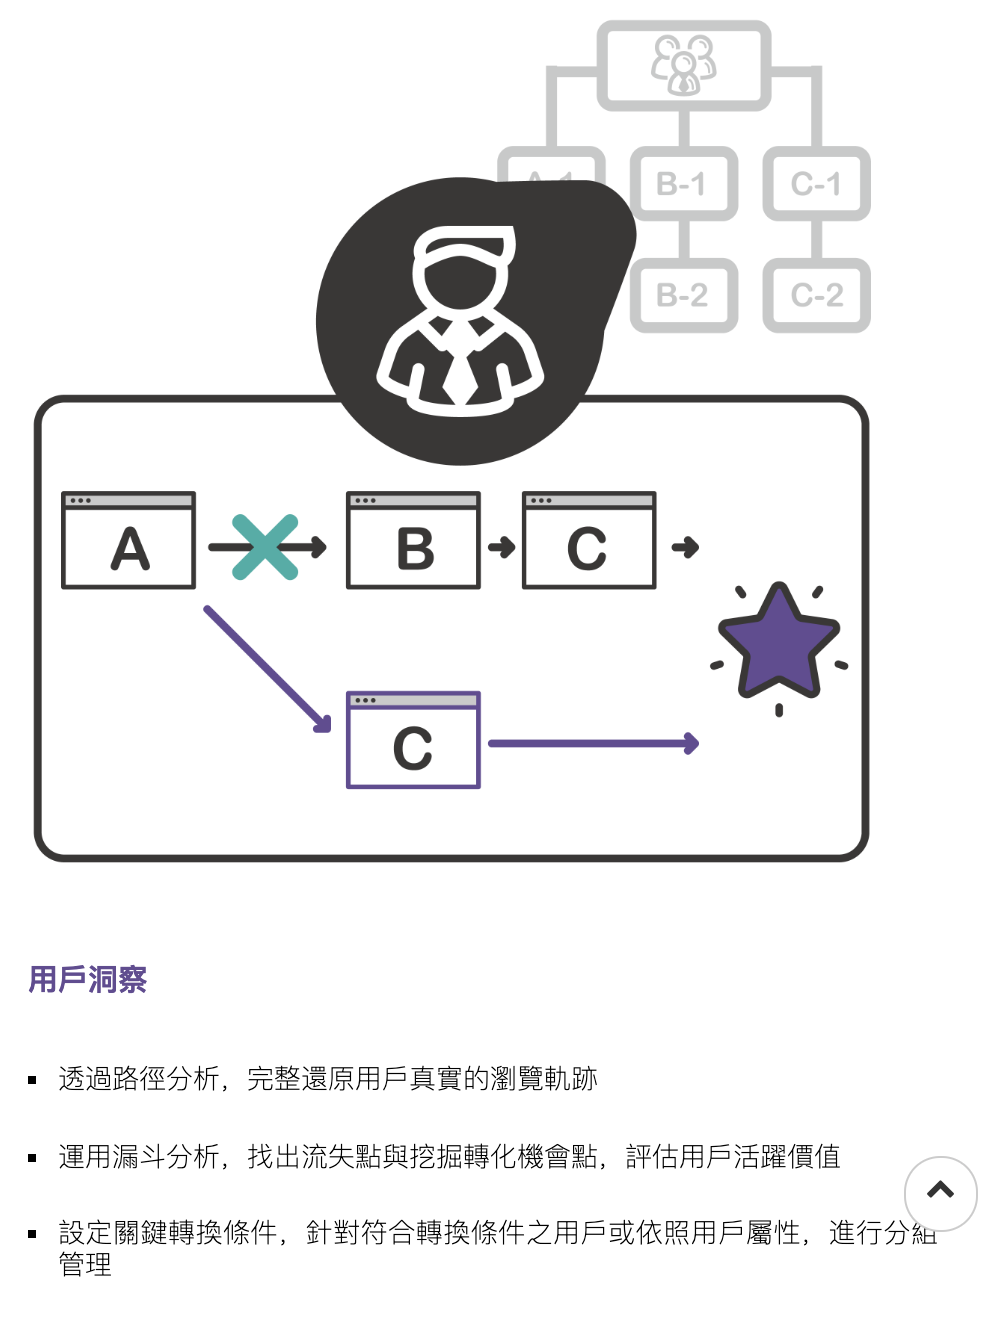 A-1
B-1
C-1
B-2
C-2
A
B
C
C
用戶洞察
透過路徑分析，完整還原用戶真實的瀏覽軌跡
運用漏斗分析，找出流失點與挖掘轉化機會點，評估用戶活躍價值
設定關鍵轉換條件，針對符合轉換條件之用戶或依照用戶屬性，進行分組
管理